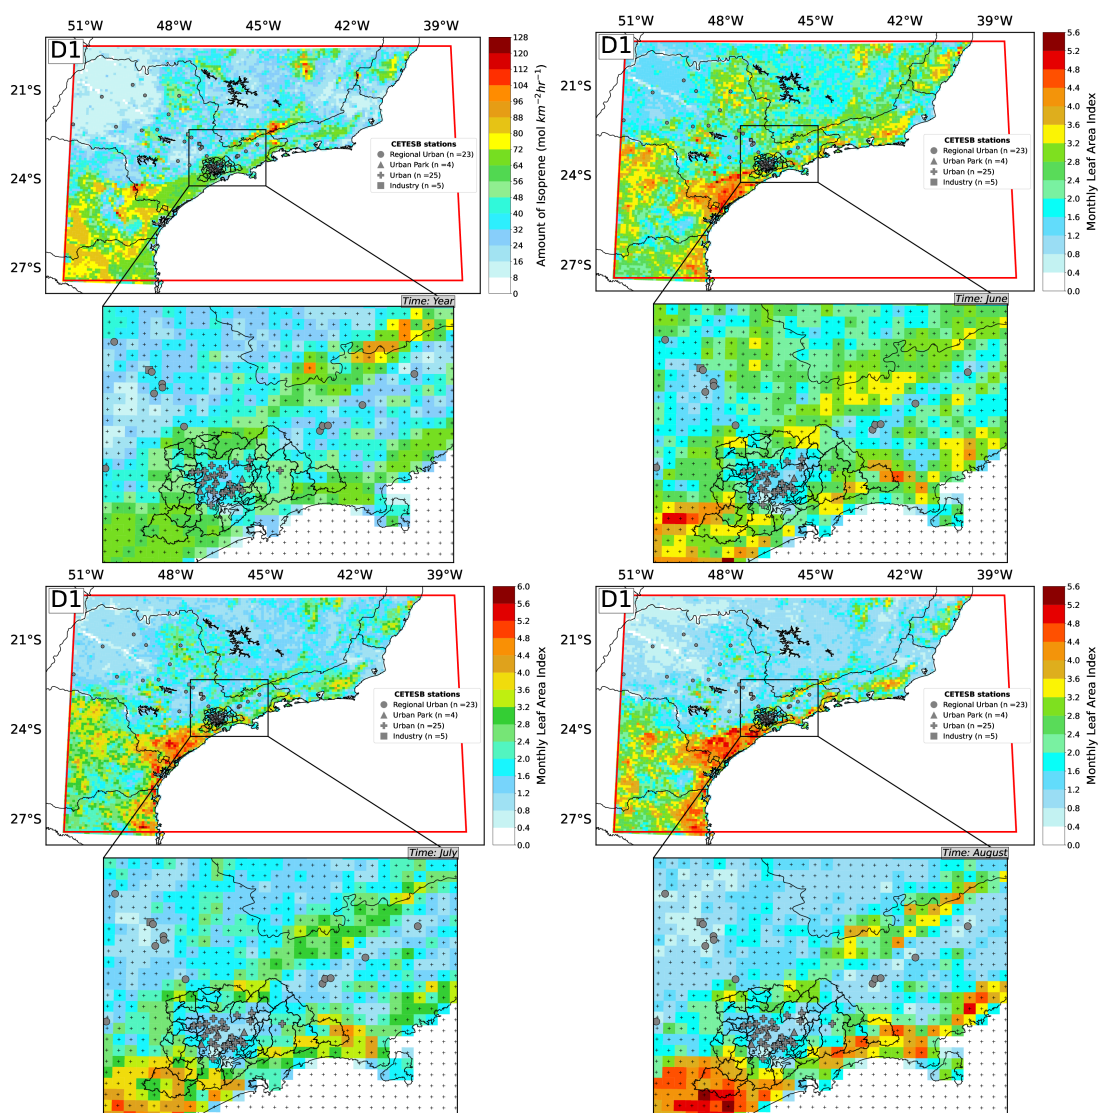 51°W 48°W 45°W 42°W 39°W
D1
21°S
24°S
27°S
CETESB stations
Regional Urban (n =23)
Urban Park (n =4)
Urban (n =25)
Industry (n =5)
128
120
112
104
96
88
80
72
64
56
48
40
32
24
16
8
0
Amount of Isoprene (mol km−2hr−1)
Time: Year
51°W 48°W 45°W 42°W 39°W
D1
21°S
24°S
27°S
CETESB stations
Regional Urban (n =23)
Urban Park (n =4)
Urban (n =25)
Industry (n =5)
5.6
5.2
4.8
4.4
4.0
3.6
3.2
2.8
2.4
2.0
1.6
1.2
0.8
0.4
0.0
Monthly Leaf Area Index
Time: June
51°W 48°W 45°W 42°W 39°W
D1
21°S
24°S
27°S
CETESB stations
Regional Urban (n =23)
Urban Park (n =4)
Urban (n =25)
Industry (n =5)
6.0
5.6
5.2
4.8
4.4
4.0
3.6
3.2
2.8
2.4
2.0
1.6
1.2
0.8
0.4
0.0
Monthly Leaf Area Index
Time: July
51°W 48°W 45°W 42°W 39°W
D1
21°S
24°S
27°S
CETESB stations
Regional Urban (n =23)
Urban Park (n =4)
Urban (n =25)
Industry (n =5)
5.6
5.2
4.8
4.4
4.0
3.6
3.2
2.8
2.4
2.0
1.6
1.2
0.8
0.4
0.0
Monthly Leaf Area Index
Time: August